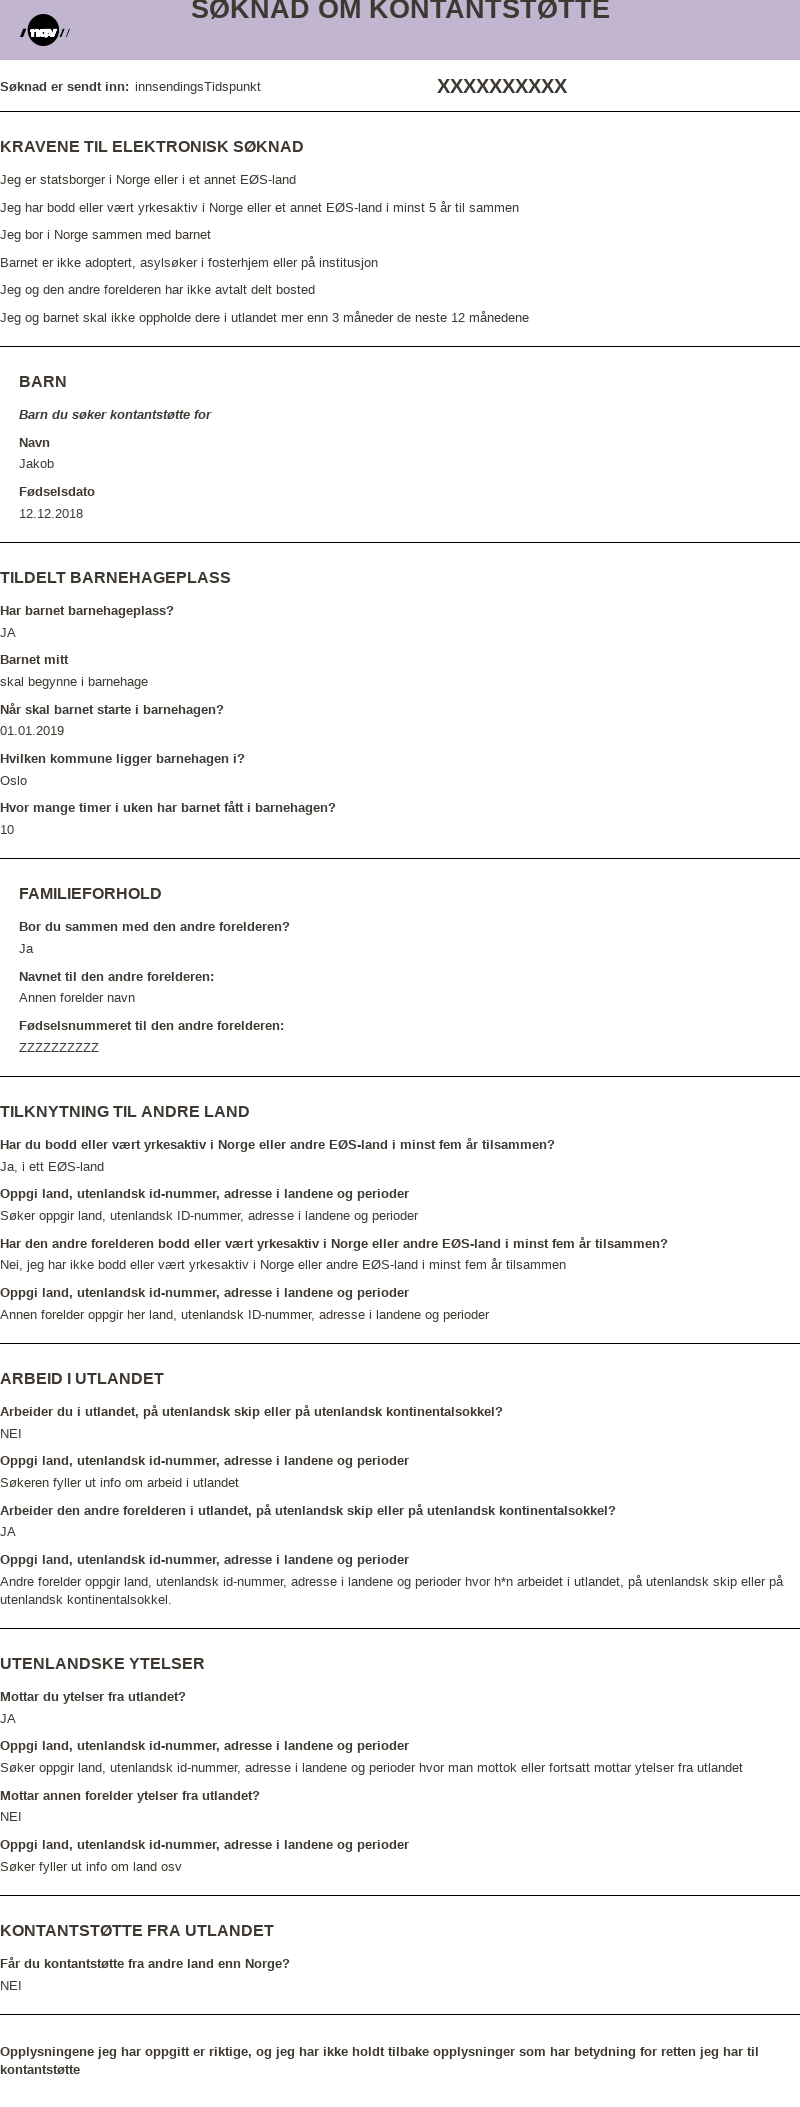 SØKNAD OM KONTANTSTØTTE
nav
Søknad er sendt inn: innsendingsTidspunkt XXXXXXXXXX
KRAVENE TIL ELEKTRONISK SØKNAD
Jeg er statsborger i Norge eller i et annet EØS-land
Jeg har bodd eller vært yrkesaktiv i Norge eller et annet EØS-land i minst 5 år til sammen
Jeg bor i Norge sammen med barnet
Barnet er ikke adoptert, asylsøker i fosterhjem eller på institusjon
Jeg og den andre forelderen har ikke avtalt delt bosted
Jeg og barnet skal ikke oppholde dere i utlandet mer enn 3 måneder de neste 12 månedene
BARN
Barn du søker kontantstøtte for
Navn
Jakob
Fødselsdato
12.12.2018
TILDELT BARNEHAGEPLASS
Har barnet barnehageplass?
JA
Barnet mitt
skal begynne i barnehage
Når skal barnet starte i barnehagen?
01.01.2019
Hvilken kommune ligger barnehagen i?
Oslo
Hvor mange timer i uken har barnet fått i barnehagen?
10
FAMILIEFORHOLD
Bor du sammen med den andre forelderen?
Ja
Navnet til den andre forelderen:
Annen forelder navn
Fødselsnummeret til den andre forelderen:
ZZZZZZZZZZ
TILKNYTNING TIL ANDRE LAND
Har du bodd eller vært yrkesaktiv i Norge eller andre EØS-land i minst fem år tilsammen?
Ja, i ett EØS-land
Oppgi land, utenlandsk id-nummer, adresse i landene og perioder
Søker oppgir land, utenlandsk ID-nummer, adresse i landene og perioder
Har den andre forelderen bodd eller vært yrkesaktiv i Norge eller andre EØS-land i minst fem år tilsammen?
Nei, jeg har ikke bodd eller vært yrkesaktiv i Norge eller andre EØS-land i minst fem år tilsammen
Oppgi land, utenlandsk id-nummer, adresse i landene og perioder
Annen forelder oppgir her land, utenlandsk ID-nummer, adresse i landene og perioder
ARBEID I UTLANDET
Arbeider du i utlandet, på utenlandsk skip eller på utenlandsk kontinentalsokkel?
NEI
Oppgi land, utenlandsk id-nummer, adresse i landene og perioder
Søkeren fyller ut info om arbeid i utlandet
Arbeider den andre forelderen i utlandet, på utenlandsk skip eller på utenlandsk kontinentalsokkel?
JA
Oppgi land, utenlandsk id-nummer, adresse i landene og perioder
Andre forelder oppgir land, utenlandsk id-nummer, adresse i landene og perioder hvor h*n arbeidet i utlandet, på utenlandsk skip eller på
utenlandsk kontinentalsokkel.
UTENLANDSKE YTELSER
Mottar du ytelser fra utlandet?
JA
Oppgi land, utenlandsk id-nummer, adresse i landene og perioder
Søker oppgir land, utenlandsk id-nummer, adresse i landene og perioder hvor man mottok eller fortsatt mottar ytelser fra utlandet
Mottar annen forelder ytelser fra utlandet?
NEI
Oppgi land, utenlandsk id-nummer, adresse i landene og perioder
Søker fyller ut info om land osv
KONTANTSTØTTE FRA UTLANDET
Får du kontantstøtte fra andre land enn Norge?
NEI
Opplysningene jeg har oppgitt er riktige, og jeg har ikke holdt tilbake opplysninger som har betydning for retten jeg har til
kontantstøtte